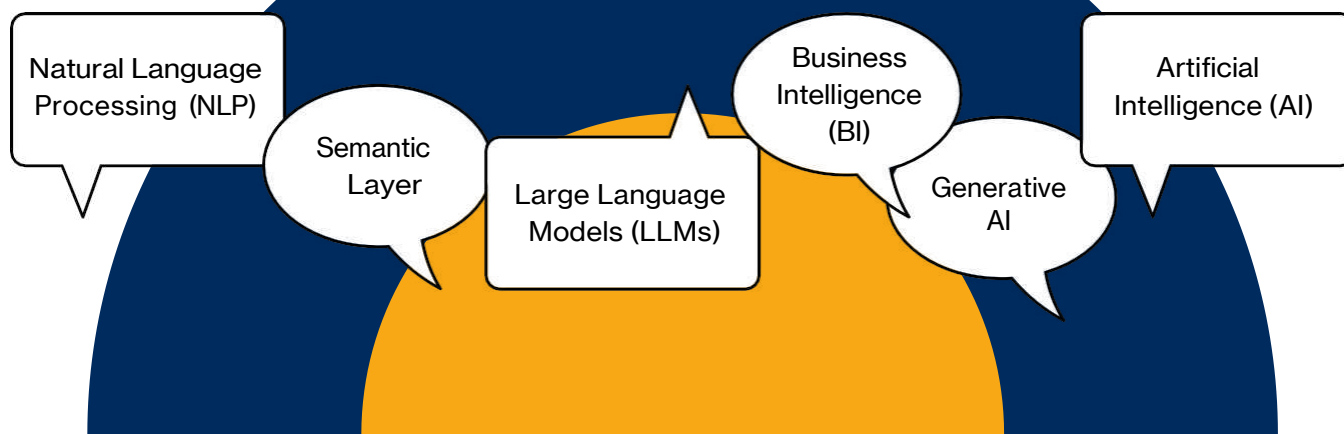 Natural Language
Processing (NLP)
Semantic
Layer
Large Language
Models (LLMs)
Business
Intelligence
(BI)
Generative
AI
Artificial
Intelligence (AI)